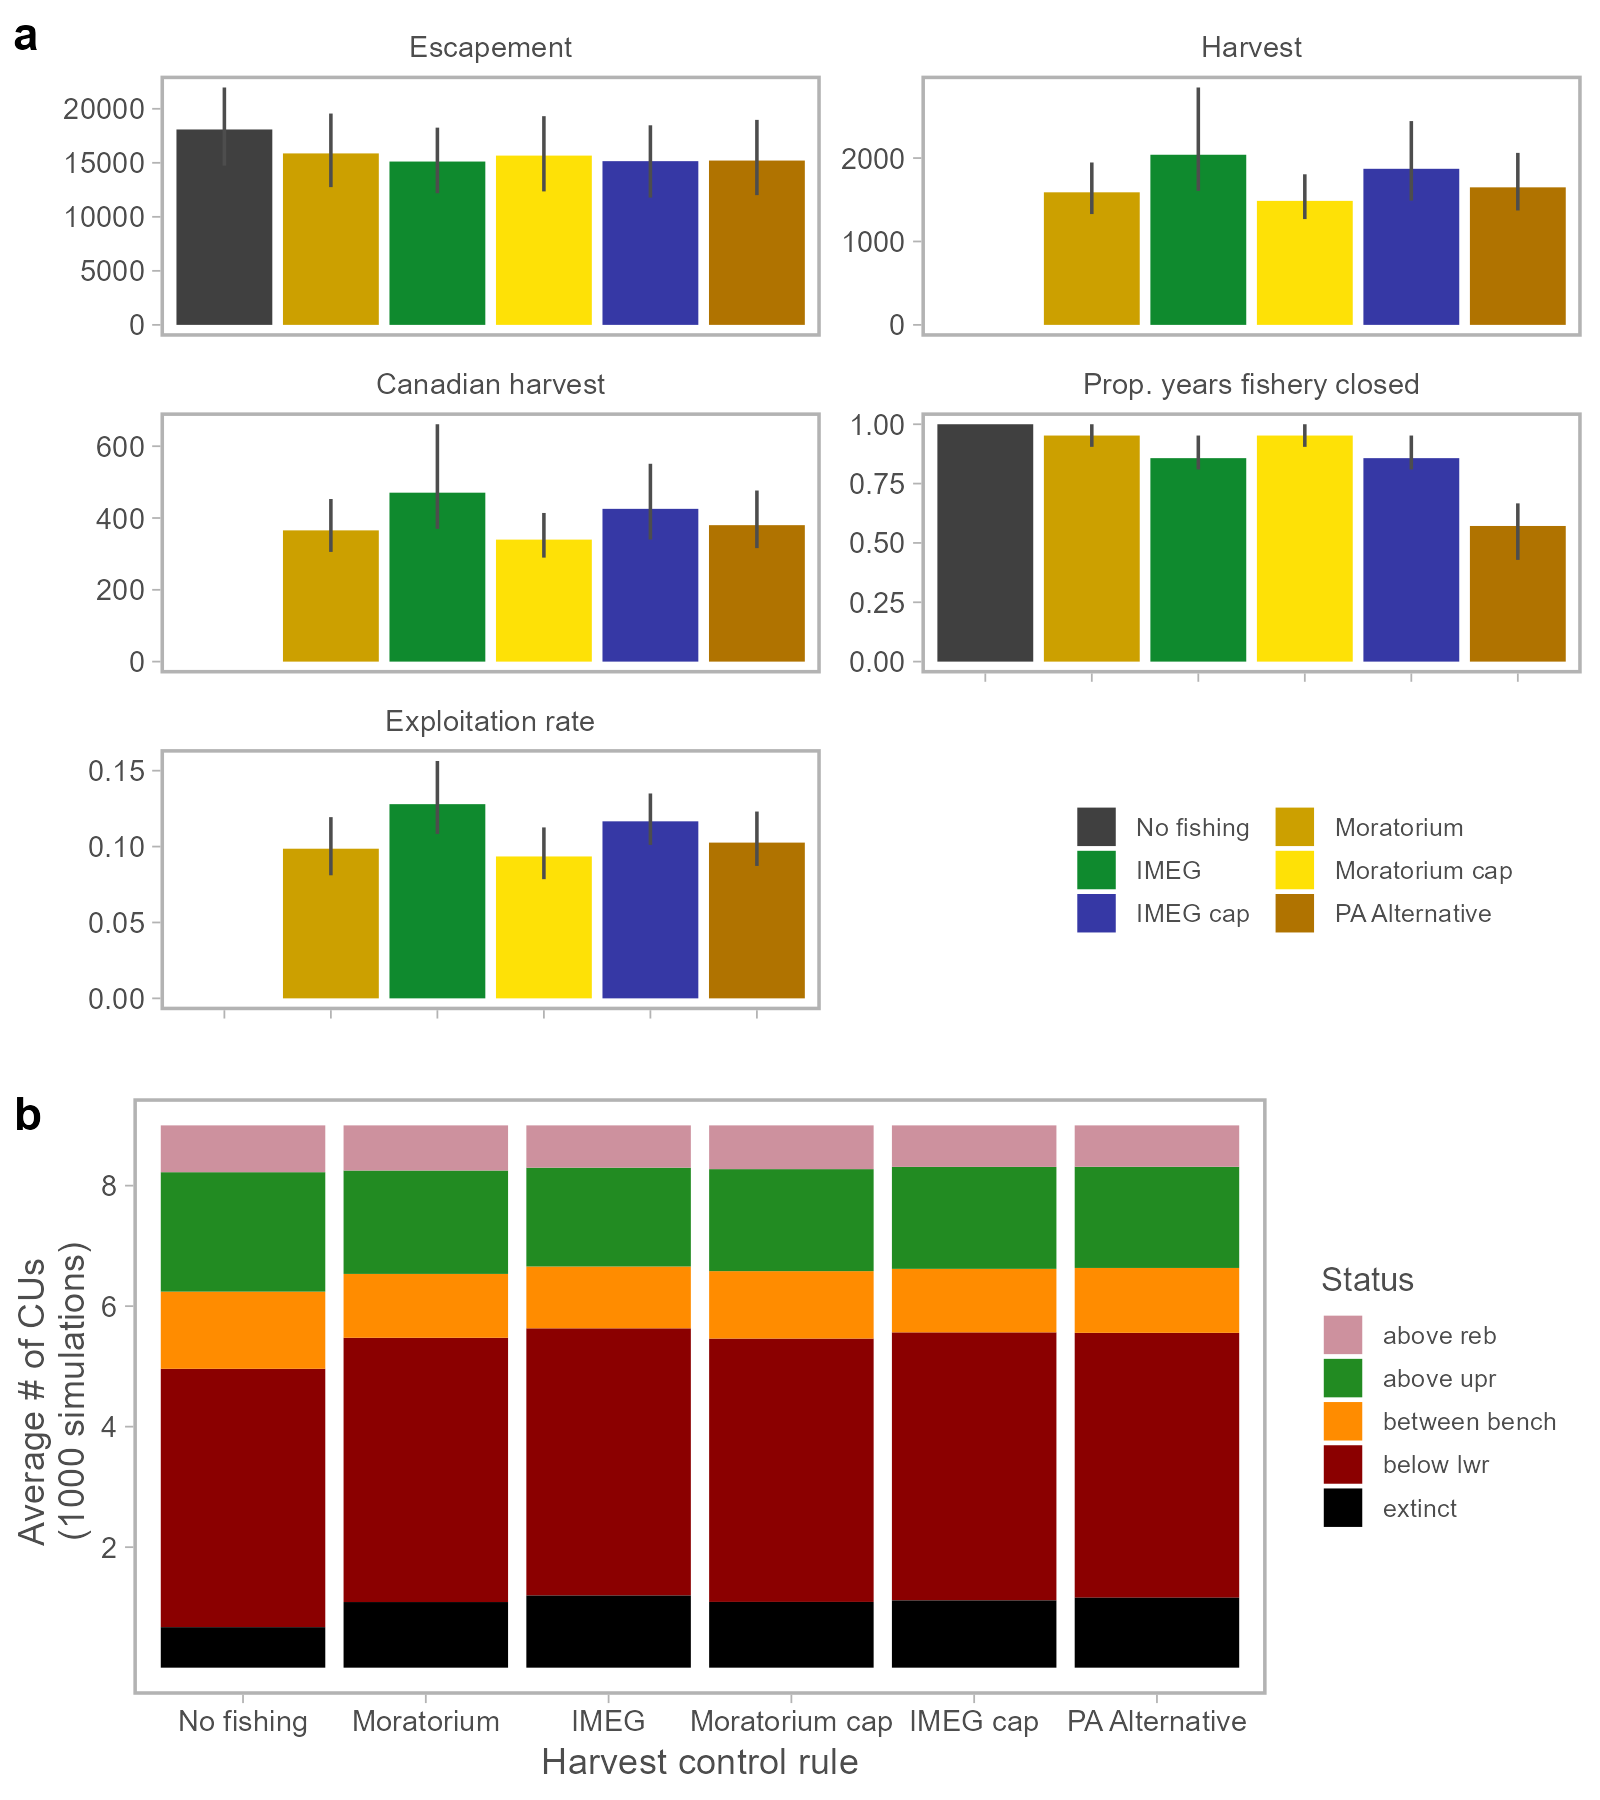 a
Escapement
20000
15000
10000
5000
0
Harvest
2000
1000
0
Canadian harvest
600
400
200
0
Prop. years fishery closed
1.00
0.75
0.50
0.25
0.00
Exploitation rate
0.15
0.10
0.05
0.00
No fishing
Moratorium
IMEG
Moratorium cap
IMEG cap
PA Alternative
b
Average # of CUs
(1000 simulations)
8
6
4
2
No fishing
Moratorium
IMEG
Moratorium cap
IMEG cap
PA Alternative
Harvest control rule
Status
above reb
above upr
between bench
below lwr
extinct